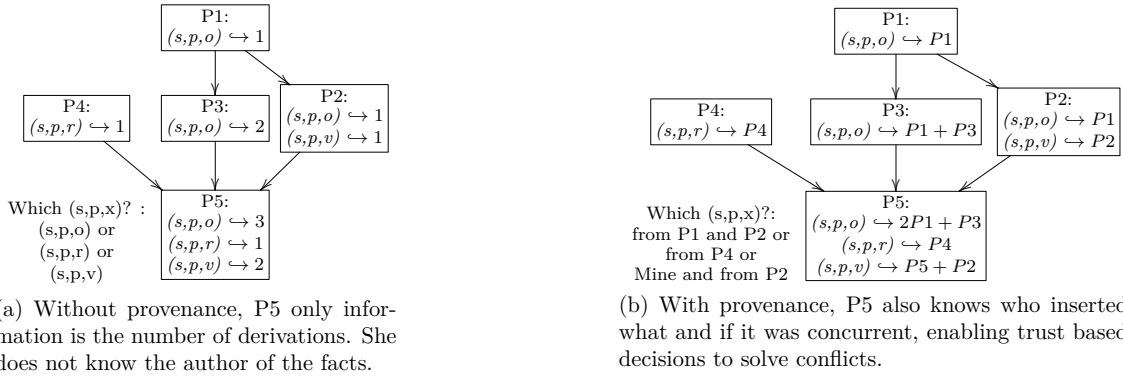 P1:
(s,p,o) ↪ 1
P4:
(s,p,r) ↪ 1
P3:
(s,p,o) ↪ 2
P2:
(s,p,o) ↪ 1
(s,p,v) ↪ 1
Which (s,p,x)? :
(s,p,o) or
(s,p,r) or
(s,p,v)
P5:
(s,p,o) ↪ 3
(s,p,r) ↪ 1
(s,p,v) ↪ 2
(a) Without provenance, P5 only infor-
mation is the number of derivations. She
does not know the author of the facts.
P1:
(s,p,o) ↪ P1
P4:
(s,p,r) ↪ P4
P3:
(s,p,o) ↪ P1 + P3
P2:
(s,p,o) ↪ P1
(s,p,v) ↪ P2
Which (s,p,x)?:
from P1 and P2 or
from P4 or
Mine and from P2
P5:
(s,p,o) ↪ 2P1 + P3
(s,p,r) ↪ P4
(s,p,v) ↪ P5 + P2
(b) With provenance, P5 also knows who inserted
what and if it was concurrent, enabling trust based
decisions to solve conflicts.